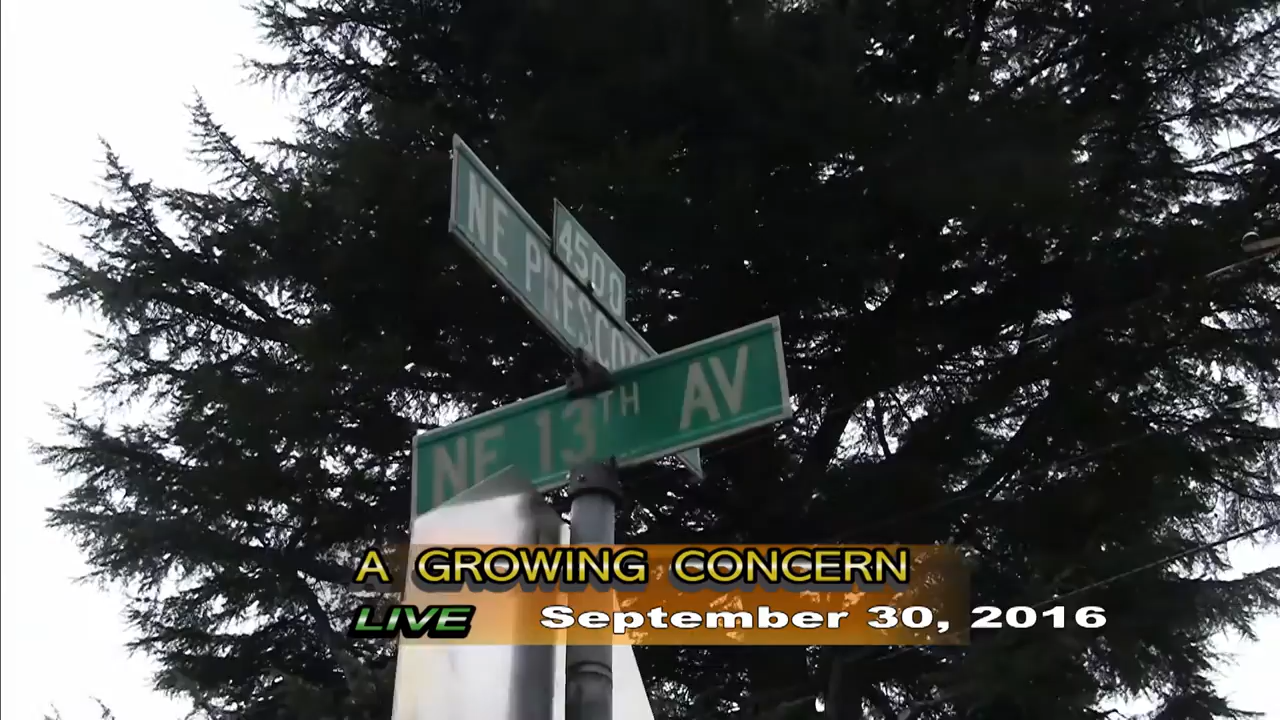 4500
NE PRESCOTT
NE 13TH AV
A GROWING CONCERN
LIVE September 30, 2016